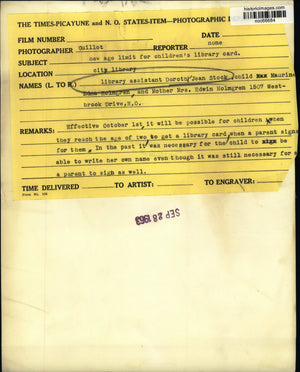 historicimages.com
noo66684
THE TIMES-PICAYUNE and N. O. STATES-ITEM—PHOTOGRAPHIC
FILM NUMBER DATE
PHOTOGRAPHER Guillot REPORTER none
SUBJECT new age limit for children's library card.
LOCATION city library
NAMES (L. TO R.) library assistant Dorothy Jean Stock, child Maurine
Holmgren, and Mother Mrs. Edwin Holmgren 1507 West-
brook Drive, N.O.
REMARKS: Effective October 1st it will be possible for children when
they reach the age of two to get a library card when a parent signs
for them. In the past it was necessary for the child to be
able to write her own name even though it was still necessary for
a parent to sign as well.
TIME DELIVERED TO ARTIST: TO ENGRAVER:
Form No.
SEP 28 1963